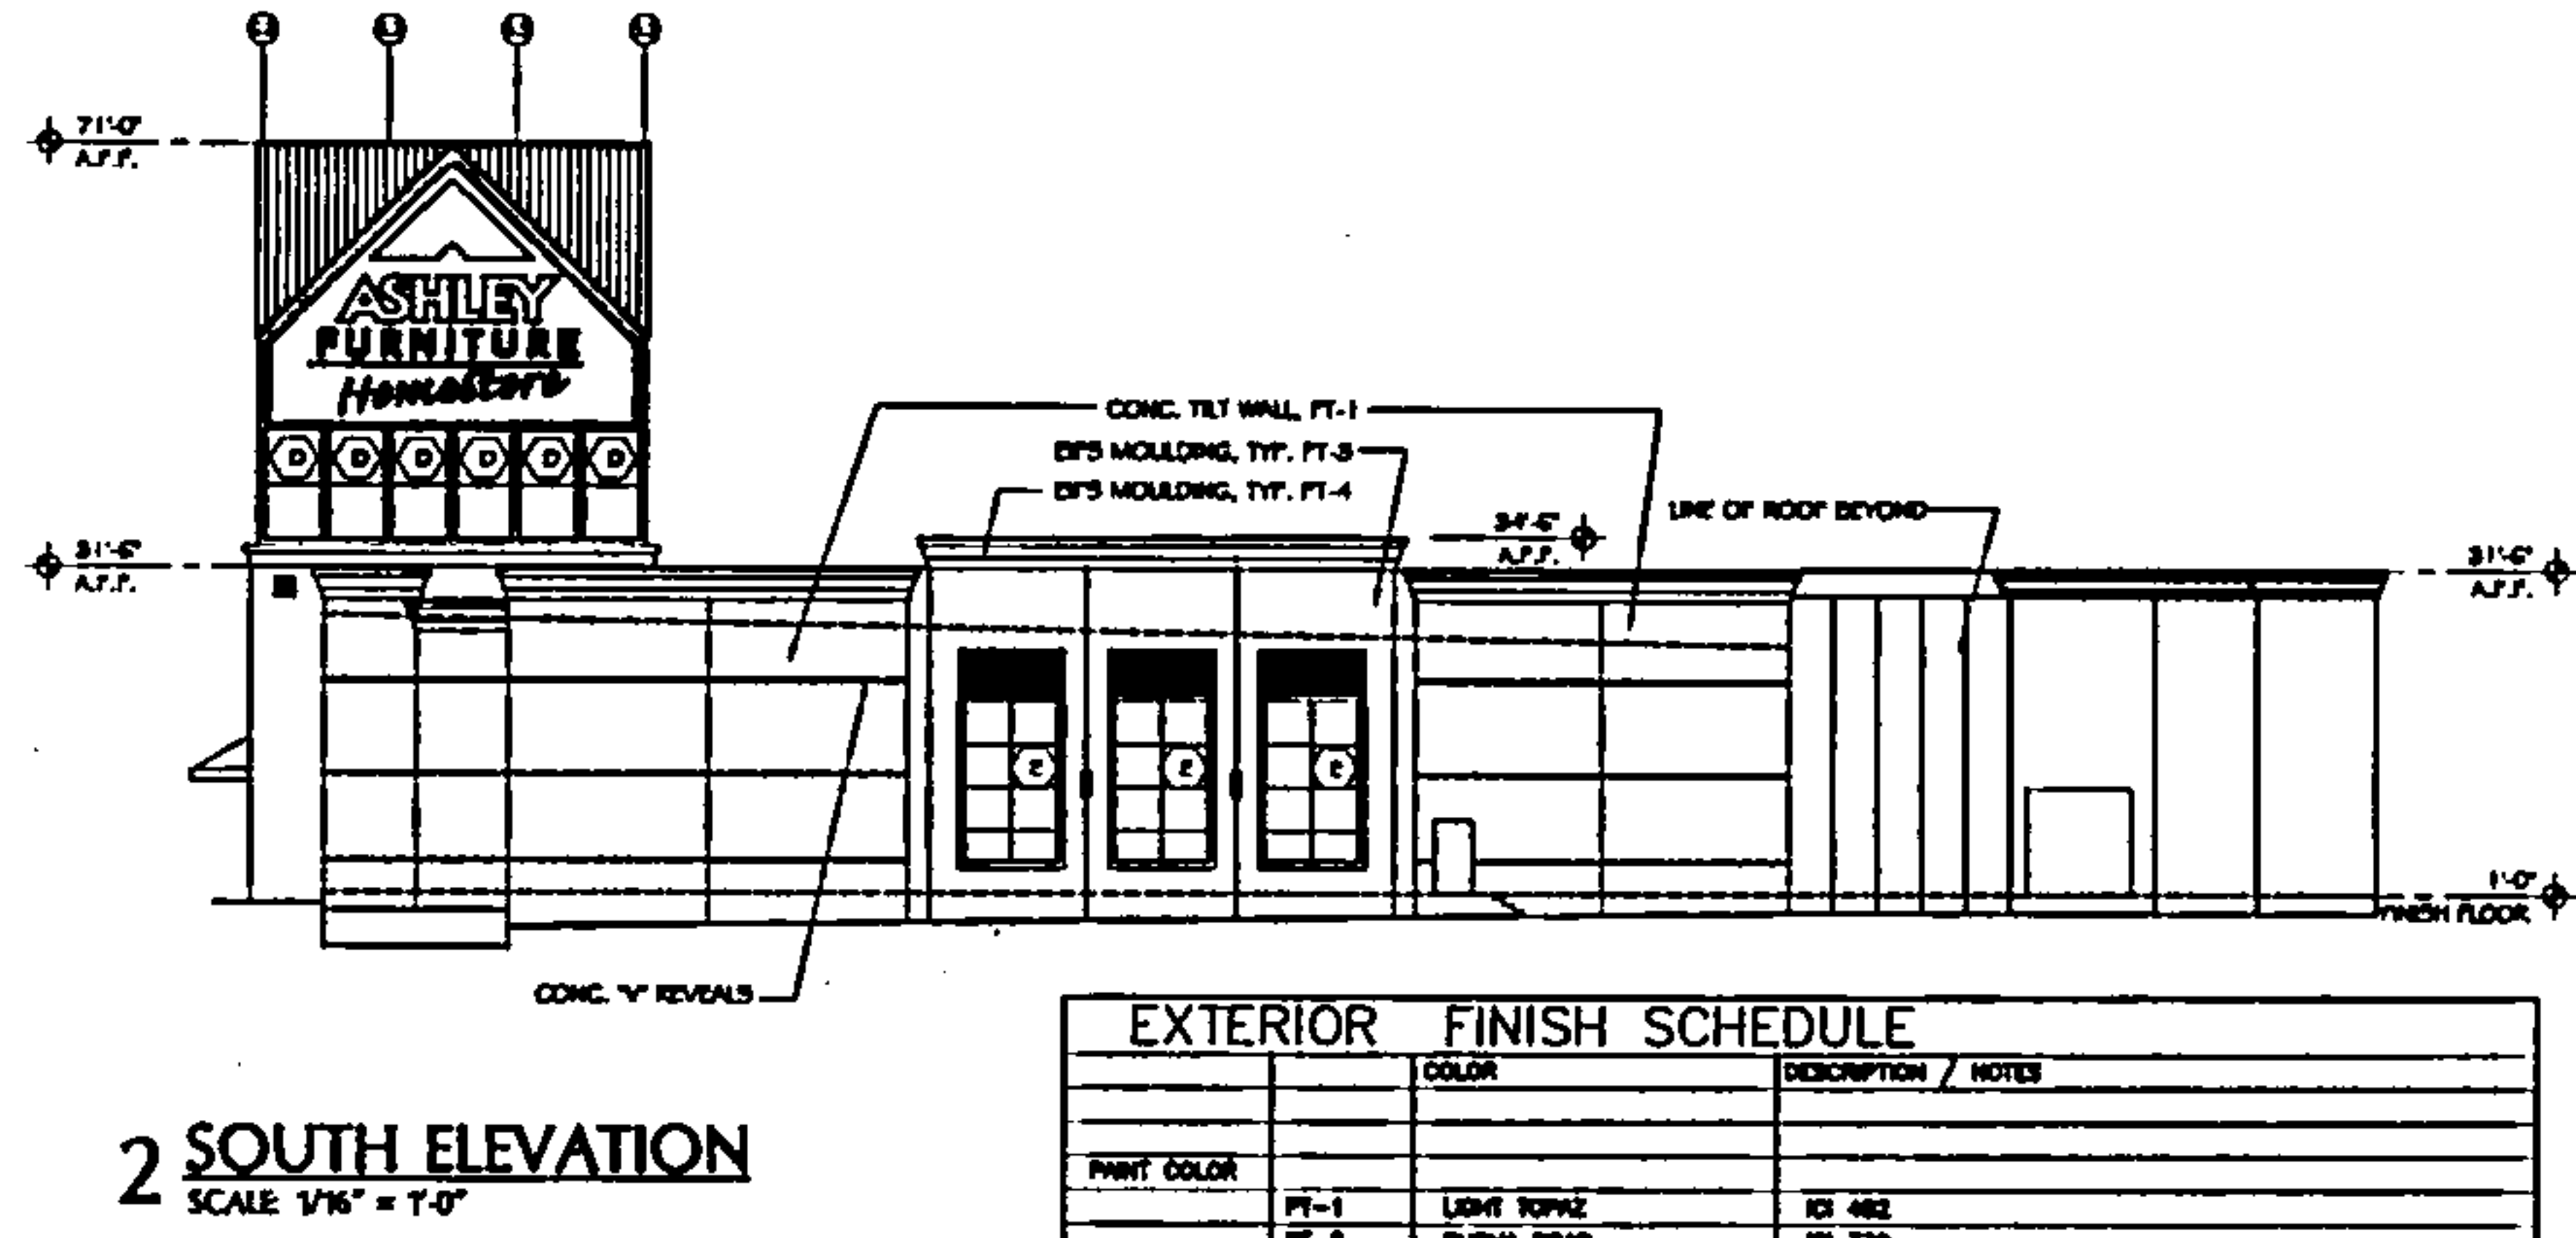 71'-0"
A.F.F.
ASHLEY
FURNITURE
HomeStore
D D D D D D
CONC. TILT WALL, PT-1
EIFS MOULDING, TYP. PT-3
EIFS MOULDING, TYP. PT-4
34'-6"
A.F.F.
LINE OF ROOF BEYOND
31'-6"
A.F.F.
31'-6"
A.F.F.
E E E
1'-0"
FINISH FLOOR
CONC. "V" REVEALS
EXTERIOR FINISH SCHEDULE
COLOR DESCRIPTION / NOTES
PAINT COLOR
PT-1 LIGHT TOPAZ ICI 482
2 SOUTH ELEVATION
SCALE 1/16" = 1'-0"